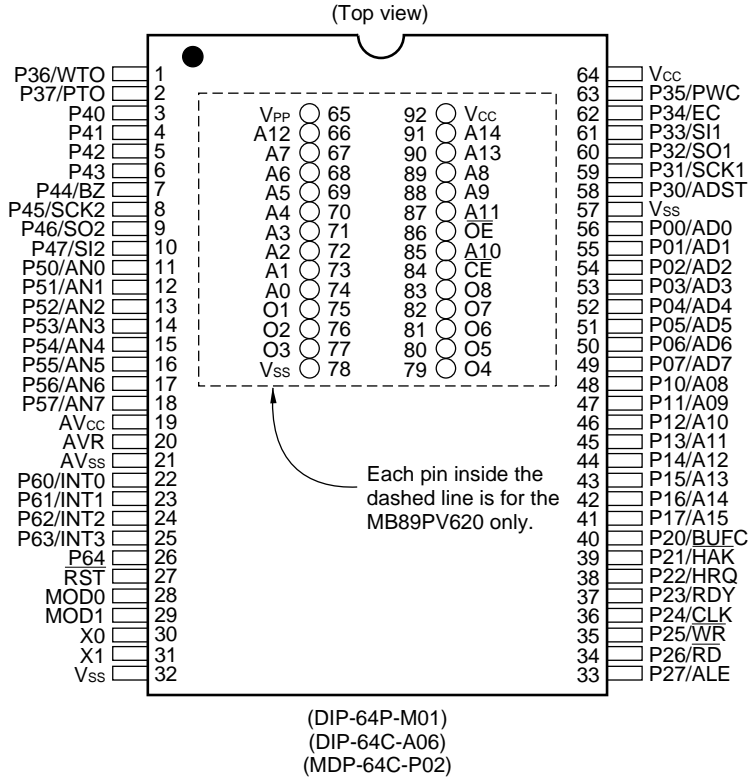 (Top view)
P36/WTO 1 64 Vcc
P37/PTO 2 63 P35/PWC
P40 3 VPP 65 92 Vcc 62 P34/EC
P41 4 A12 66 91 A14 61 P33/SI1
P42 5 A7 67 90 A13 60 P32/SO1
P43 6 A6 68 89 A8 59 P31/SCK1
P44/BZ 7 A5 69 88 A9 58 P30/ADST
P45/SCK2 8 A4 70 87 A11 57 Vss
P46/SO2 9 A3 71 86 O̅E̅ 56 P00/AD0
P47/SI2 10 A2 72 85 A10 55 P01/AD1
P50/AN0 11 A1 73 84 C̅E̅ 54 P02/AD2
P51/AN1 12 A0 74 83 O8 53 P03/AD3
P52/AN2 13 O1 75 82 O7 52 P04/AD4
P53/AN3 14 O2 76 81 O6 51 P05/AD5
P54/AN4 15 O3 77 80 O5 50 P06/AD6
P55/AN5 16 Vss 78 79 O4 49 P07/AD7
P56/AN6 17 48 P10/A08
P57/AN7 18 47 P11/A09
AVcc 19 46 P12/A10
AVR 20 45 P13/A11
AVss 21 44 P14/A12
P60/INT0 22 43 P15/A13
P61/INT1 23 42 P16/A14
P62/INT2 24 41 P17/A15
P63/INT3 25 40 P20/BUFC
P64 26 39 P21/H̅A̅K̅
R̅S̅T̅ 27 38 P22/HRQ
MOD0 28 37 P23/RDY
MOD1 29 36 P24/CLK
X0 30 35 P25/W̅R̅
X1 31 34 P26/R̅D̅
Vss 32 33 P27/ALE
Each pin inside the
dashed line is for the
MB89PV620 only.
(DIP-64P-M01)
(DIP-64C-A06)
(MDP-64C-P02)